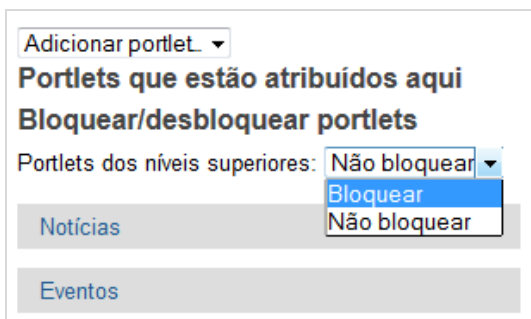 Adicionar portlet...
Portlets que estão atribuídos aqui
Bloquear/desbloquear portlets
Portlets dos níveis superiores: Não bloquear
Bloquear
Não bloquear
Notícias
Eventos